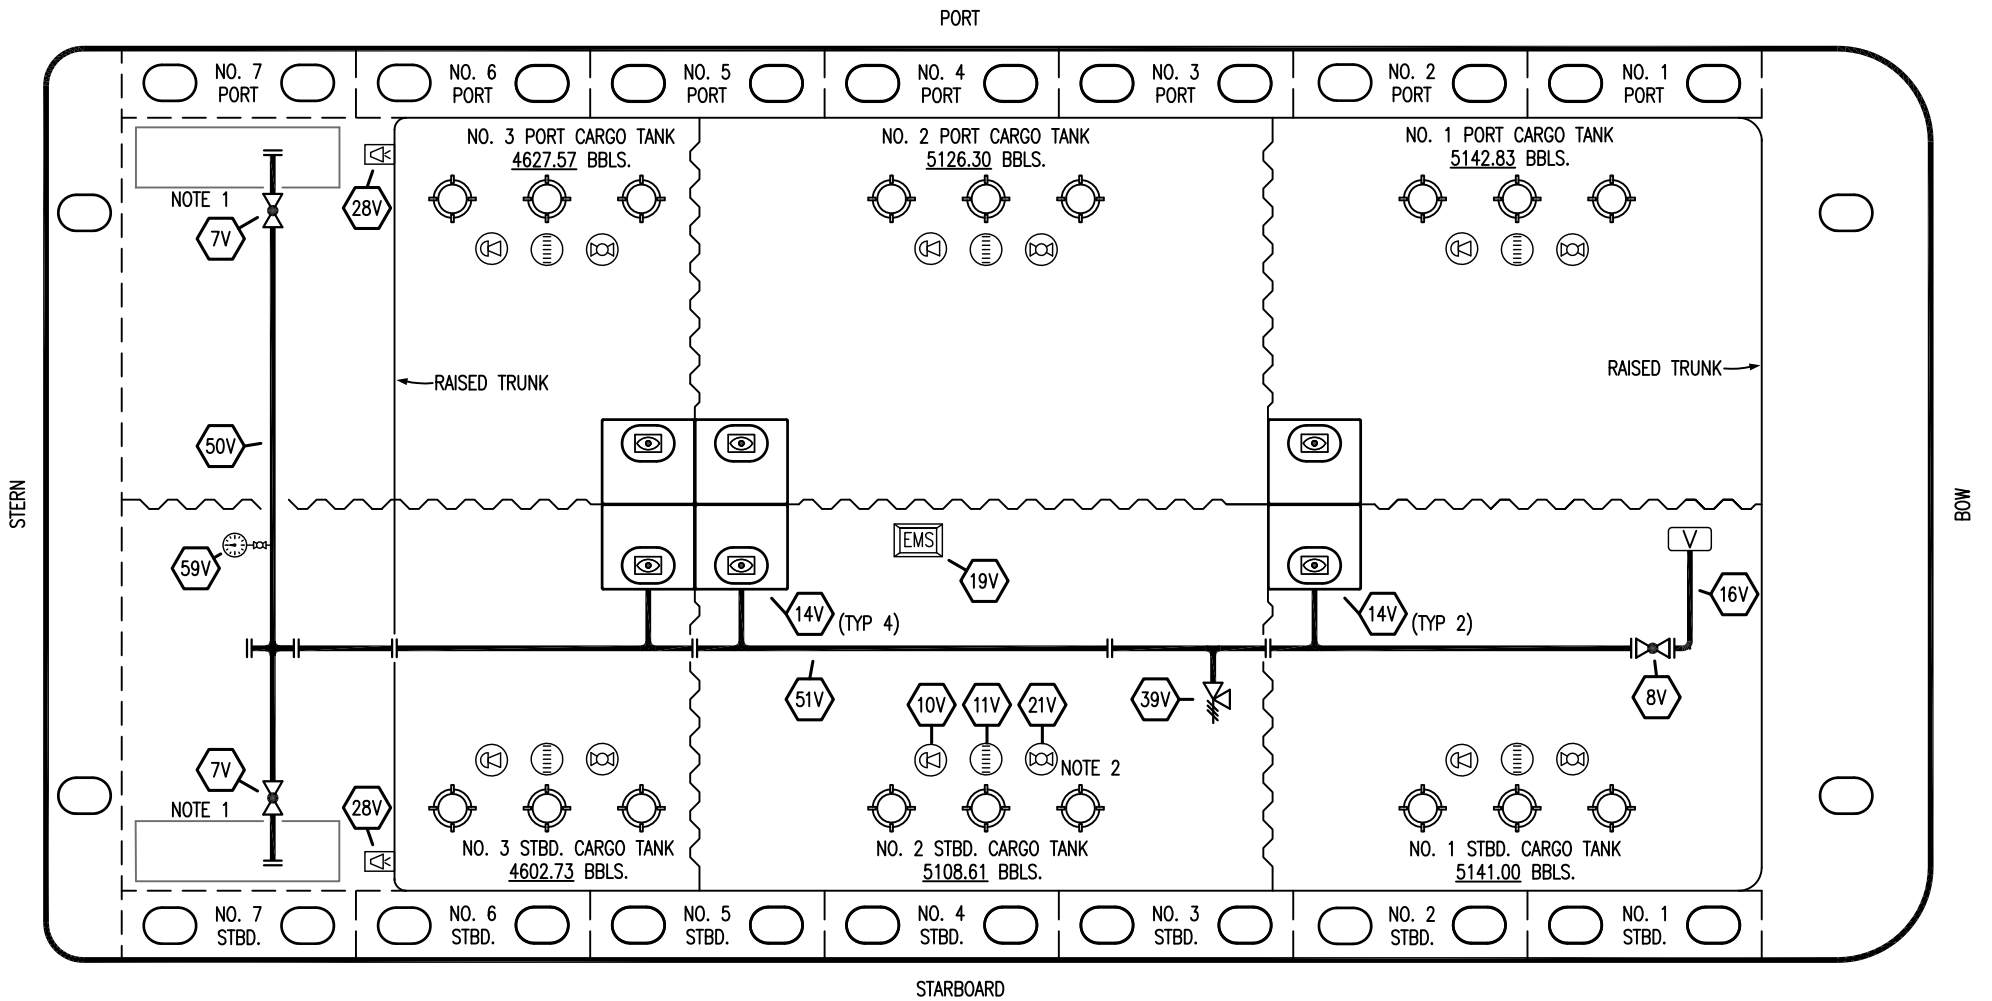 PORT
NO. 7
PORT
NO. 6
PORT
NO. 5
PORT
NO. 4
PORT
NO. 3
PORT
NO. 2
PORT
NO. 1
PORT
NO. 3 PORT CARGO TANK
4627.57 BBLS.
NO. 2 PORT CARGO TANK
5126.30 BBLS.
NO. 1 PORT CARGO TANK
5142.83 BBLS.
NOTE 1
7V
28V
RAISED TRUNK
RAISED TRUNK
50V
STERN
BOW
EMS
V
59V
19V
14V
(TYP 4)
14V
(TYP 2)
16V
51V
10V
11V
21V
39V
8V
7V
NOTE 2
NOTE 1
28V
NO. 3 STBD. CARGO TANK
4602.73 BBLS.
NO. 2 STBD. CARGO TANK
5108.61 BBLS.
NO. 1 STBD. CARGO TANK
5141.00 BBLS.
NO. 7
STBD.
NO. 6
STBD.
NO. 5
STBD.
NO. 4
STBD.
NO. 3
STBD.
NO. 2
STBD.
NO. 1
STBD.
STARBOARD